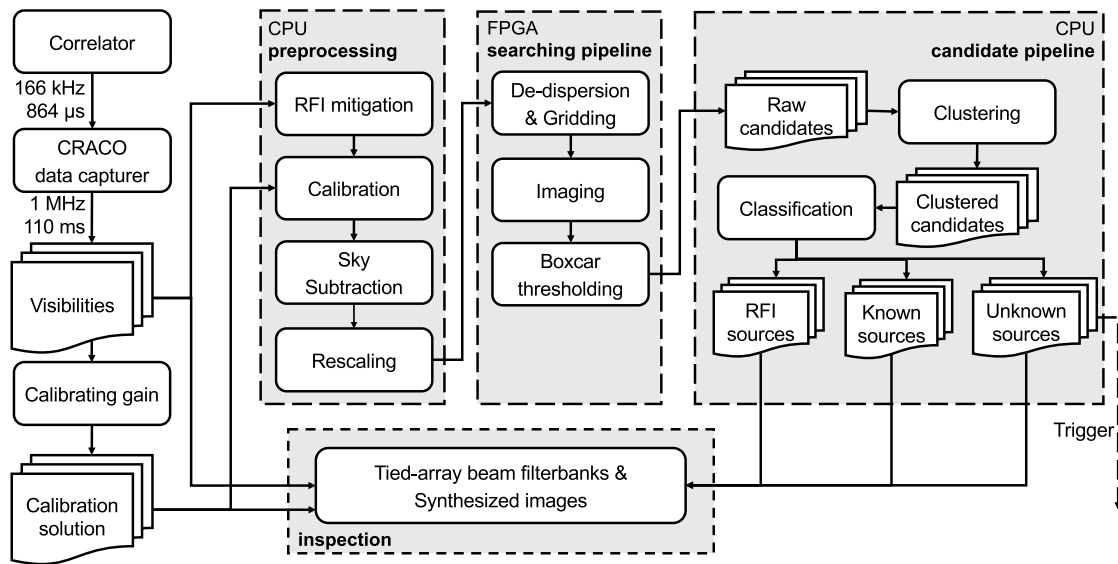 Correlator
166 kHz
864 µs
CRACO
data capturer
1 MHz
110 ms
Visibilities
Calibrating gain
Calibration
solution
CPU
preprocessing
RFI mitigation
Calibration
Sky
Subtraction
Rescaling
FPGA
searching pipeline
De-dispersion
& Gridding
Imaging
Boxcar
thresholding
CPU
candidate pipeline
Raw
candidates
Clustering
Clustered
candidates
Classification
RFI
sources
Known
sources
Unknown
sources
Trigger
Tied-array beam filterbanks &
Synthesized images
inspection